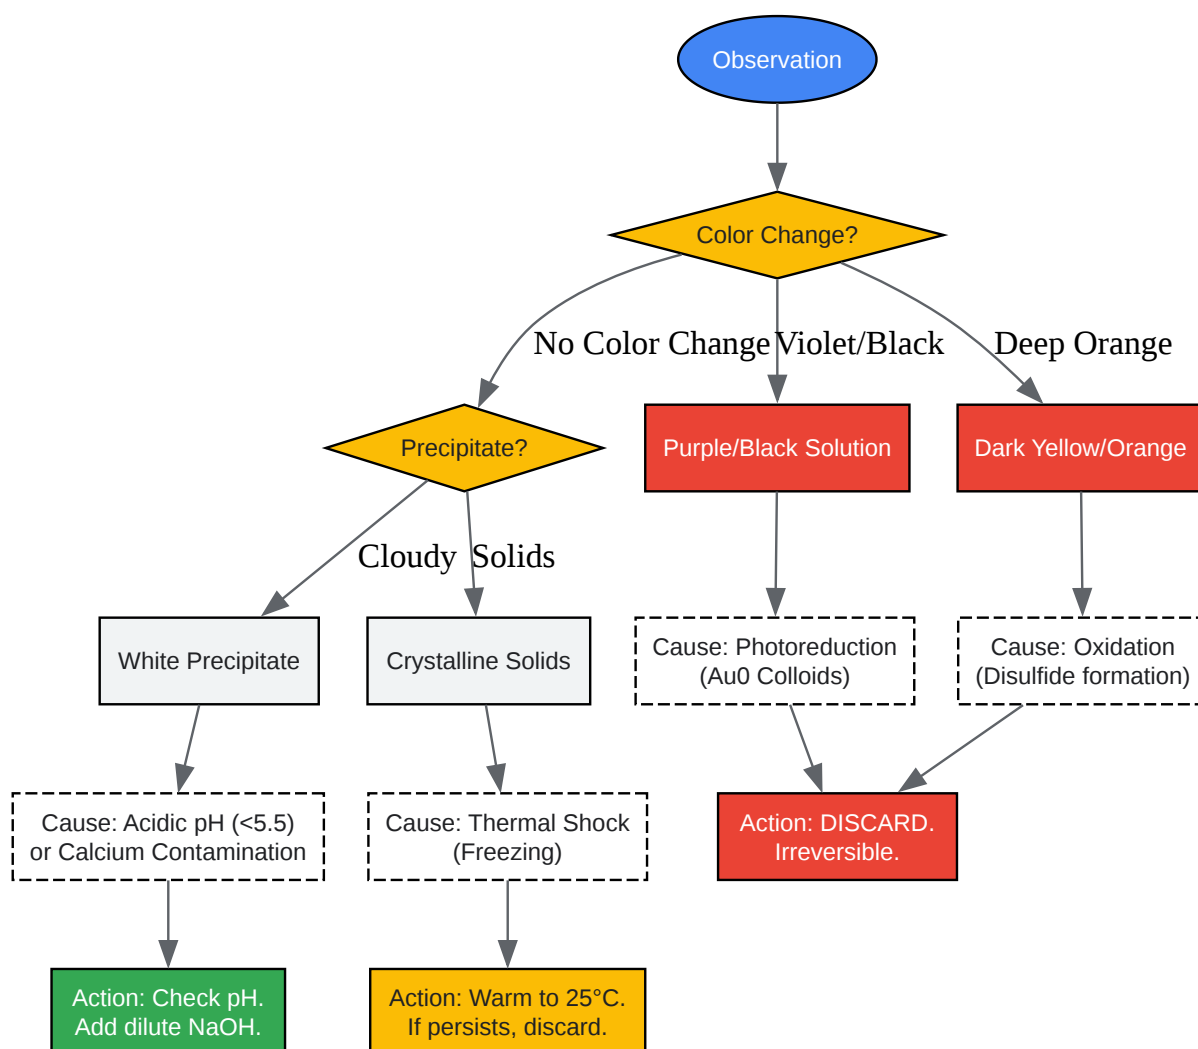 Observation
Color Change?
No Color Change
Violet/Black
Deep Orange
Precipitate?
Purple/Black Solution
Dark Yellow/Orange
Cloudy
Solids
White Precipitate
Crystalline Solids
Cause: Photoreduction
(Au0 Colloids)
Cause: Oxidation
(Disulfide formation)
Cause: Acidic pH (<5.5)
or Calcium Contamination
Cause: Thermal Shock
(Freezing)
Action: DISCARD.
Irreversible.
Action: Check pH.
Add dilute NaOH.
Action: Warm to 25°C.
If persists, discard.